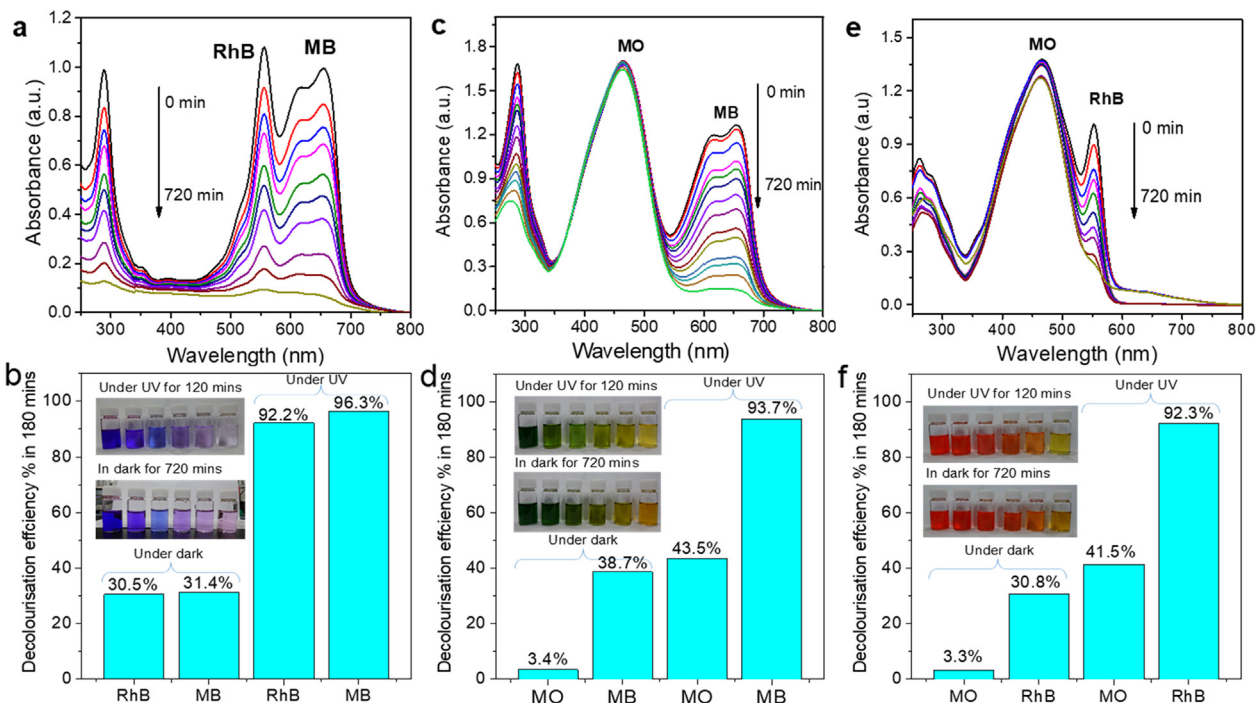 a
RhB
MB
0 min
720 min
Absorbance (a.u.)
1.2
1.0
0.8
0.6
0.4
0.2
0.0
300 400 500 600 700 800
Wavelength (nm)
c
MO
MB
0 min
720 min
Absorbance (a.u.)
1.8
1.5
1.2
0.9
0.6
0.3
0.0
300 400 500 600 700 800
Wavelength (nm)
e
MO
RhB
0 min
720 min
Absorbance (a.u)
1.5
1.2
0.9
0.6
0.3
0.0
300 400 500 600 700 800
Wavelength (nm)
b
Decolourisation effciency % in 180 mins
100
80
60
40
20
0
Under UV for 120 mins
In dark for 720 mins
Under UV
Under dark
30.5%
31.4%
92.2%
96.3%
RhB MB RhB MB
d
Decolourisation effciency % in 180 mins
100
80
60
40
20
0
Under UV for 120 mins
In dark for 720 mins
Under UV
Under dark
3.4%
38.7%
43.5%
93.7%
MO MB MO MB
f
Decolourisation effciency % in 180 mins
100
80
60
40
20
0
Under UV for 120 mins
In dark for 720 mins
Under UV
Under dark
3.3%
30.8%
41.5%
92.3%
MO RhB MO RhB